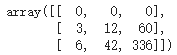 array([[  0,   0,   0],
       [  3,  12,  60],
       [  6,  42, 336]])